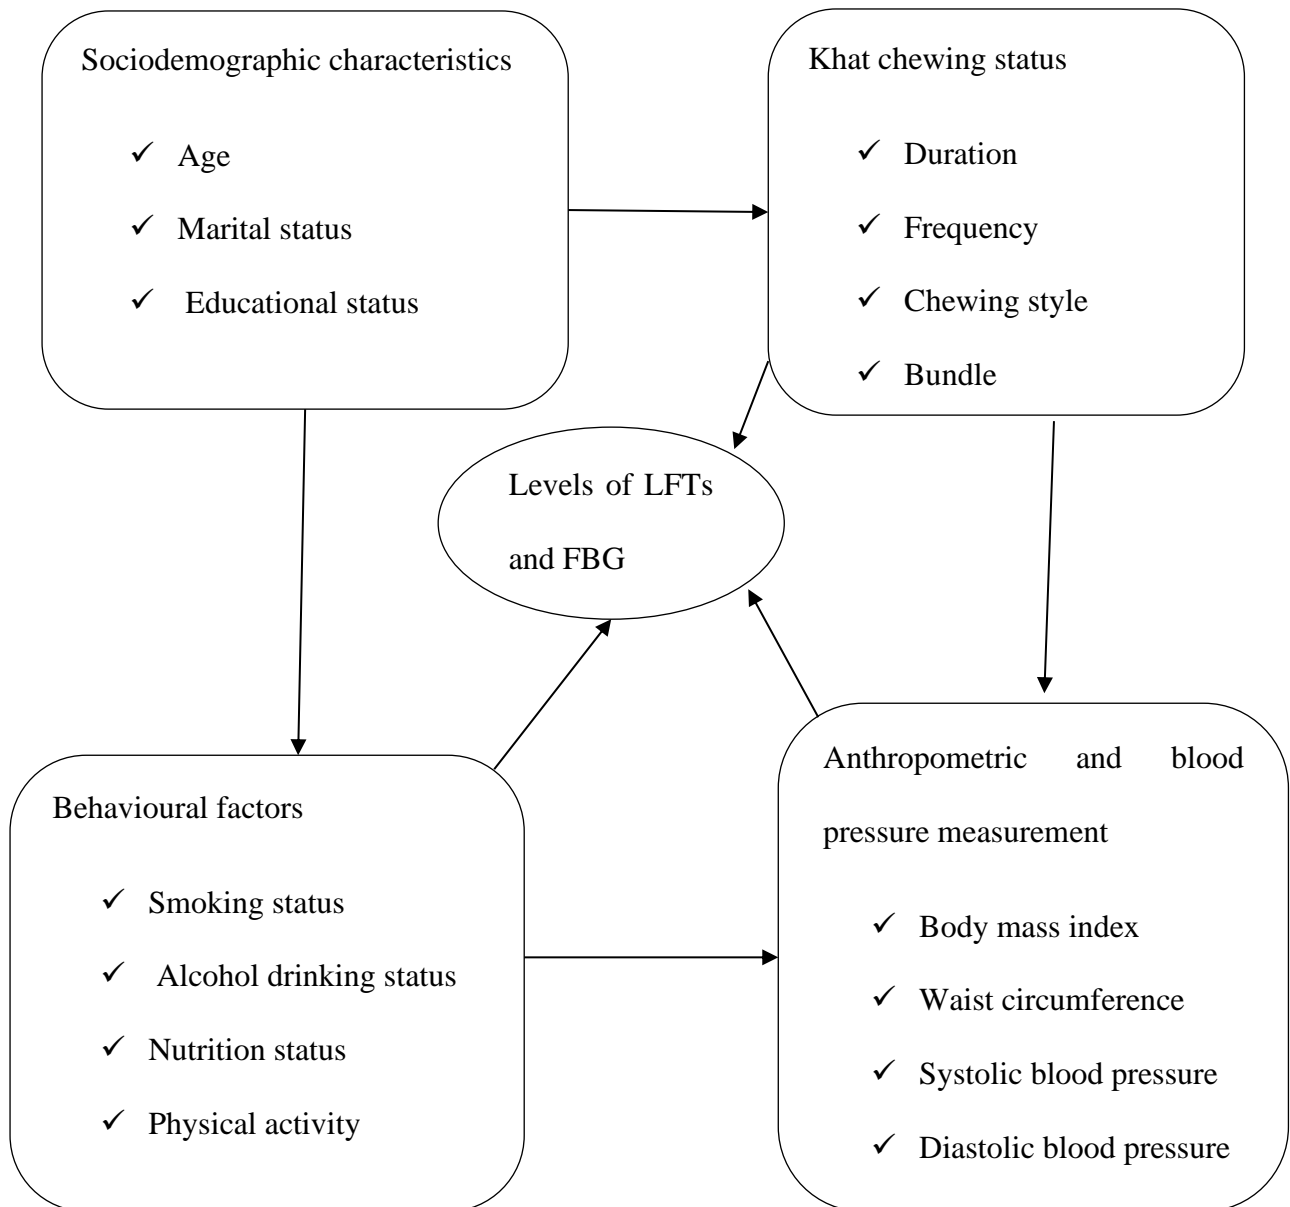 Sociodemographic characteristics
✓ Age
✓ Marital status
✓ Educational status
Khat chewing status
✓ Duration
✓ Frequency
✓ Chewing style
✓ Bundle
Levels of LFTs
and FBG
Behavioural factors
✓ Smoking status
✓ Alcohol drinking status
✓ Nutrition status
✓ Physical activity
Anthropometric and blood
pressure measurement
✓ Body mass index
✓ Waist circumference
✓ Systolic blood pressure
✓ Diastolic blood pressure